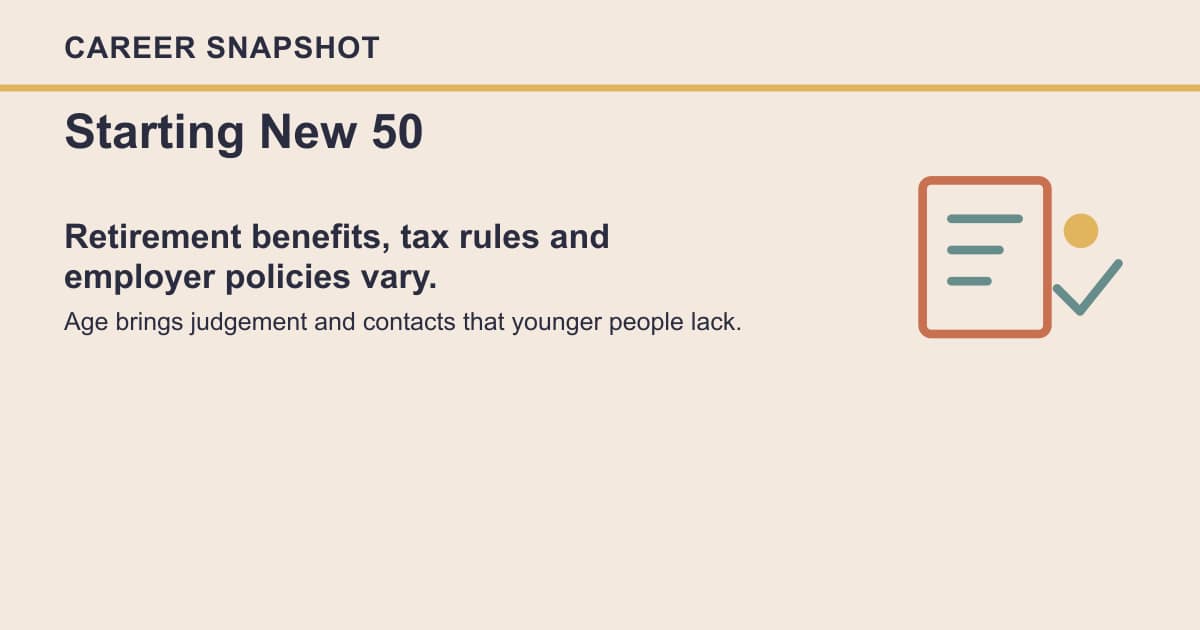 CAREER SNAPSHOT
Starting New 50
Retirement benefits, tax rules and
employer policies vary.
Age brings judgement and contacts that younger people lack.